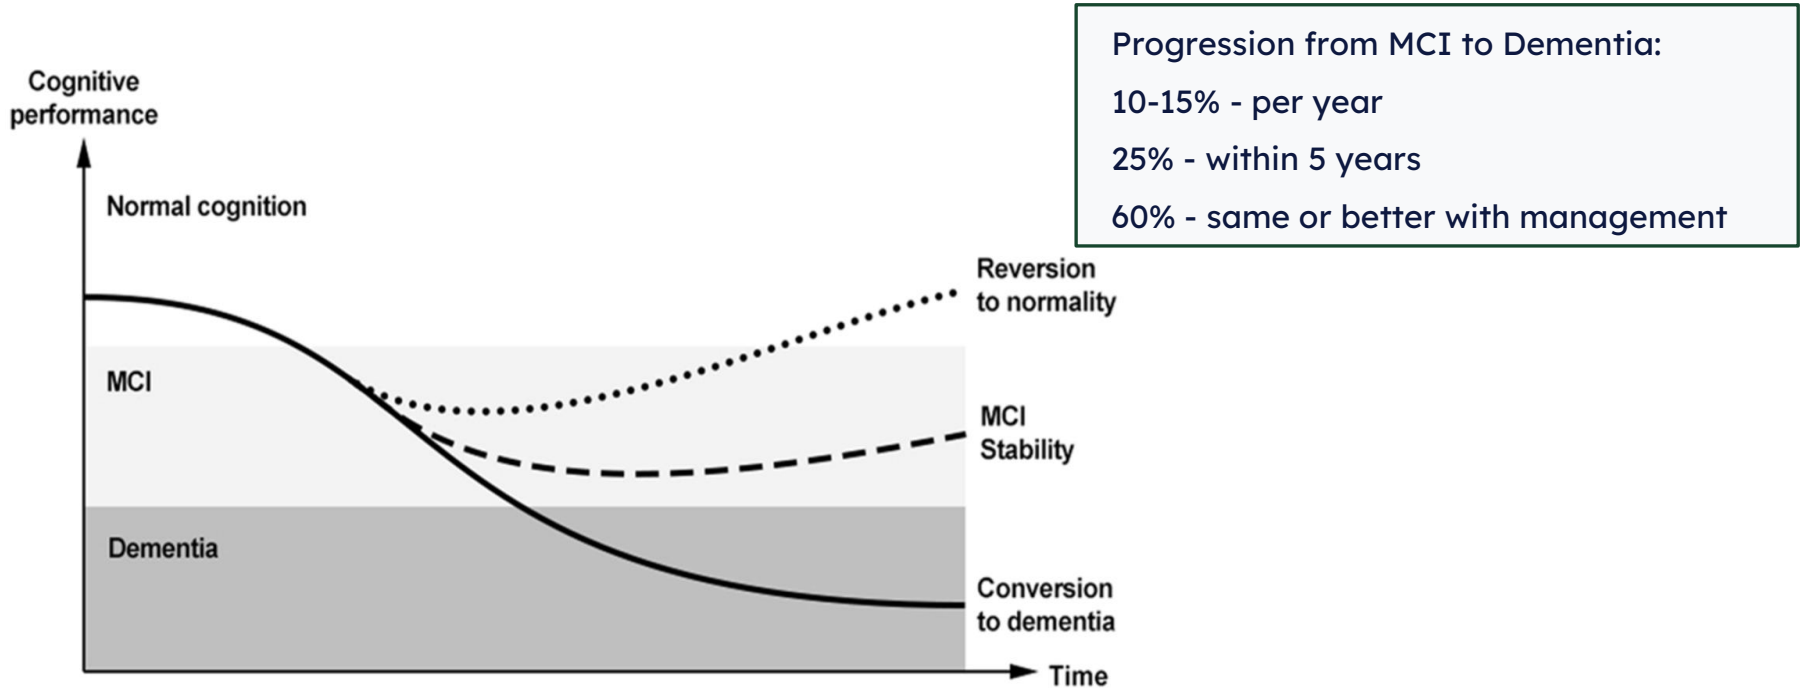 Progression from MCI to Dementia:
10-15% - per year
25% - within 5 years
60% - same or better with management
Cognitive
performance
Normal cognition
Reversion
to normality
MCI
MCI
Stability
Dementia
Conversion
to dementia
Time